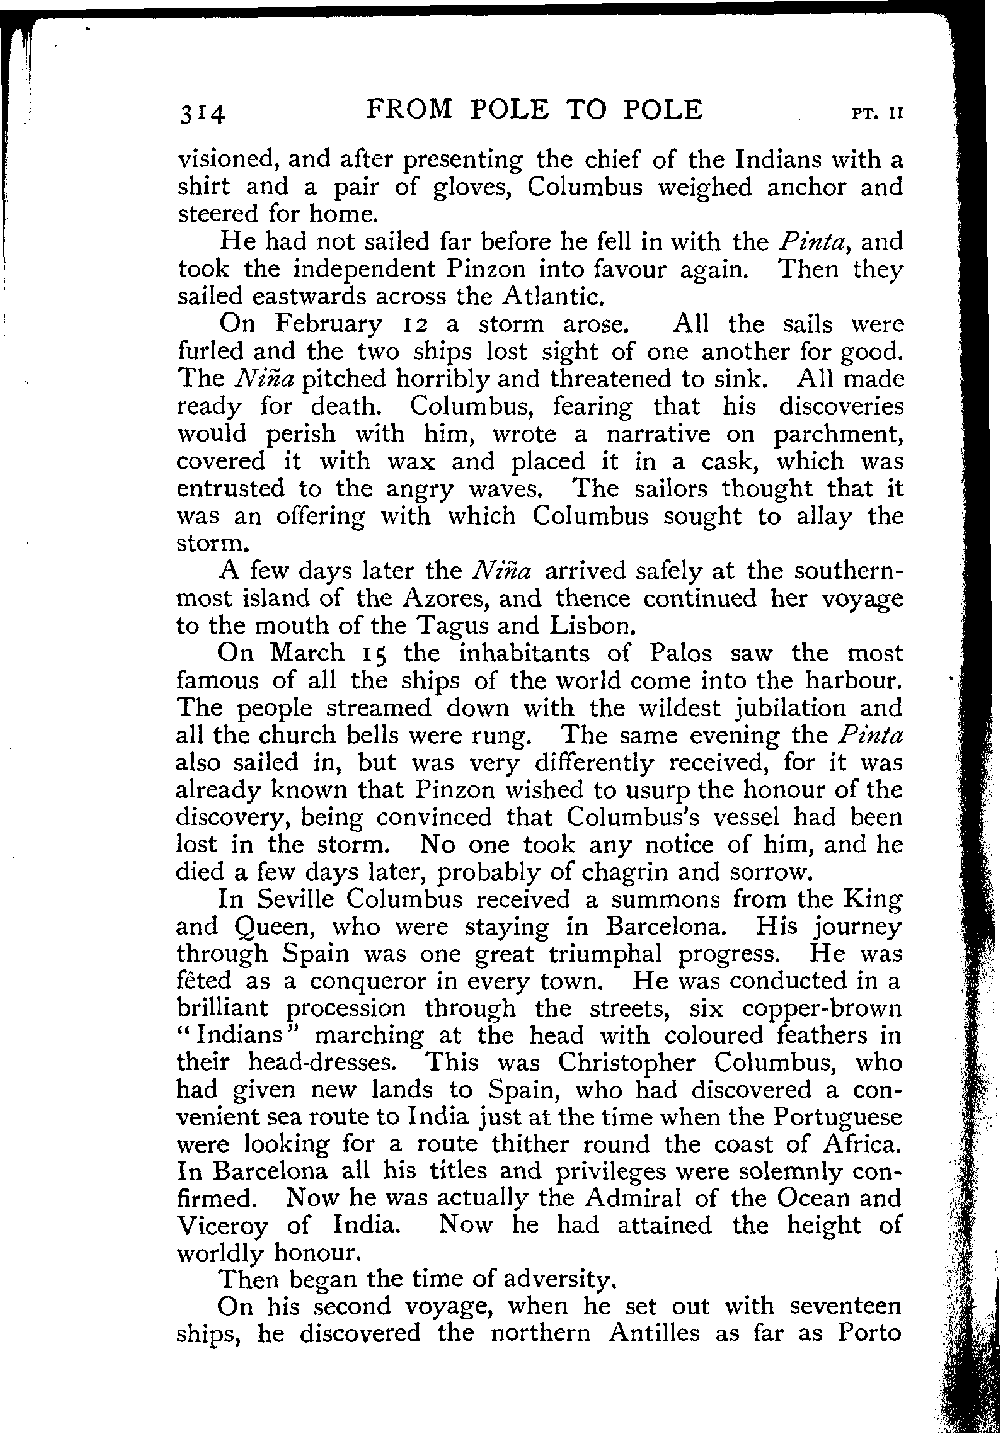 314 FROM POLE TO POLE PT. II
visioned, and after presenting the chief of the Indians with a
shirt and a pair of gloves, Columbus weighed anchor and
steered for home.
He had not sailed far before he fell in with the Pinta, and
took the independent Pinzon into favour again. Then they
sailed eastwards across the Atlantic.
On February 12 a storm arose. All the sails were
furled and the two ships lost sight of one another for good.
The Niña pitched horribly and threatened to sink. All made
ready for death. Columbus, fearing that his discoveries
would perish with him, wrote a narrative on parchment,
covered it with wax and placed it in a cask, which was
entrusted to the angry waves. The sailors thought that it
was an offering with which Columbus sought to allay the
storm.
A few days later the Niña arrived safely at the southern-
most island of the Azores, and thence continued her voyage
to the mouth of the Tagus and Lisbon.
On March 15 the inhabitants of Palos saw the most
famous of all the ships of the world come into the harbour.
The people streamed down with the wildest jubilation and
all the church bells were rung. The same evening the Pinta
also sailed in, but was very differently received, for it was
already known that Pinzon wished to usurp the honour of the
discovery, being convinced that Columbus's vessel had been
lost in the storm. No one took any notice of him, and he
died a few days later, probably of chagrin and sorrow.
In Seville Columbus received a summons from the King
and Queen, who were staying in Barcelona. His journey
through Spain was one great triumphal progress. He was
fêted as a conqueror in every town. He was conducted in a
brilliant procession through the streets, six copper-brown
"Indians" marching at the head with coloured feathers in
their head-dresses. This was Christopher Columbus, who
had given new lands to Spain, who had discovered a con-
venient sea route to India just at the time when the Portuguese
were looking for a route thither round the coast of Africa.
In Barcelona all his titles and privileges were solemnly con-
firmed. Now he was actually the Admiral of the Ocean and
Viceroy of India. Now he had attained the height of
worldly honour.
Then began the time of adversity.
On his second voyage, when he set out with seventeen
ships, he discovered the northern Antilles as far as Porto